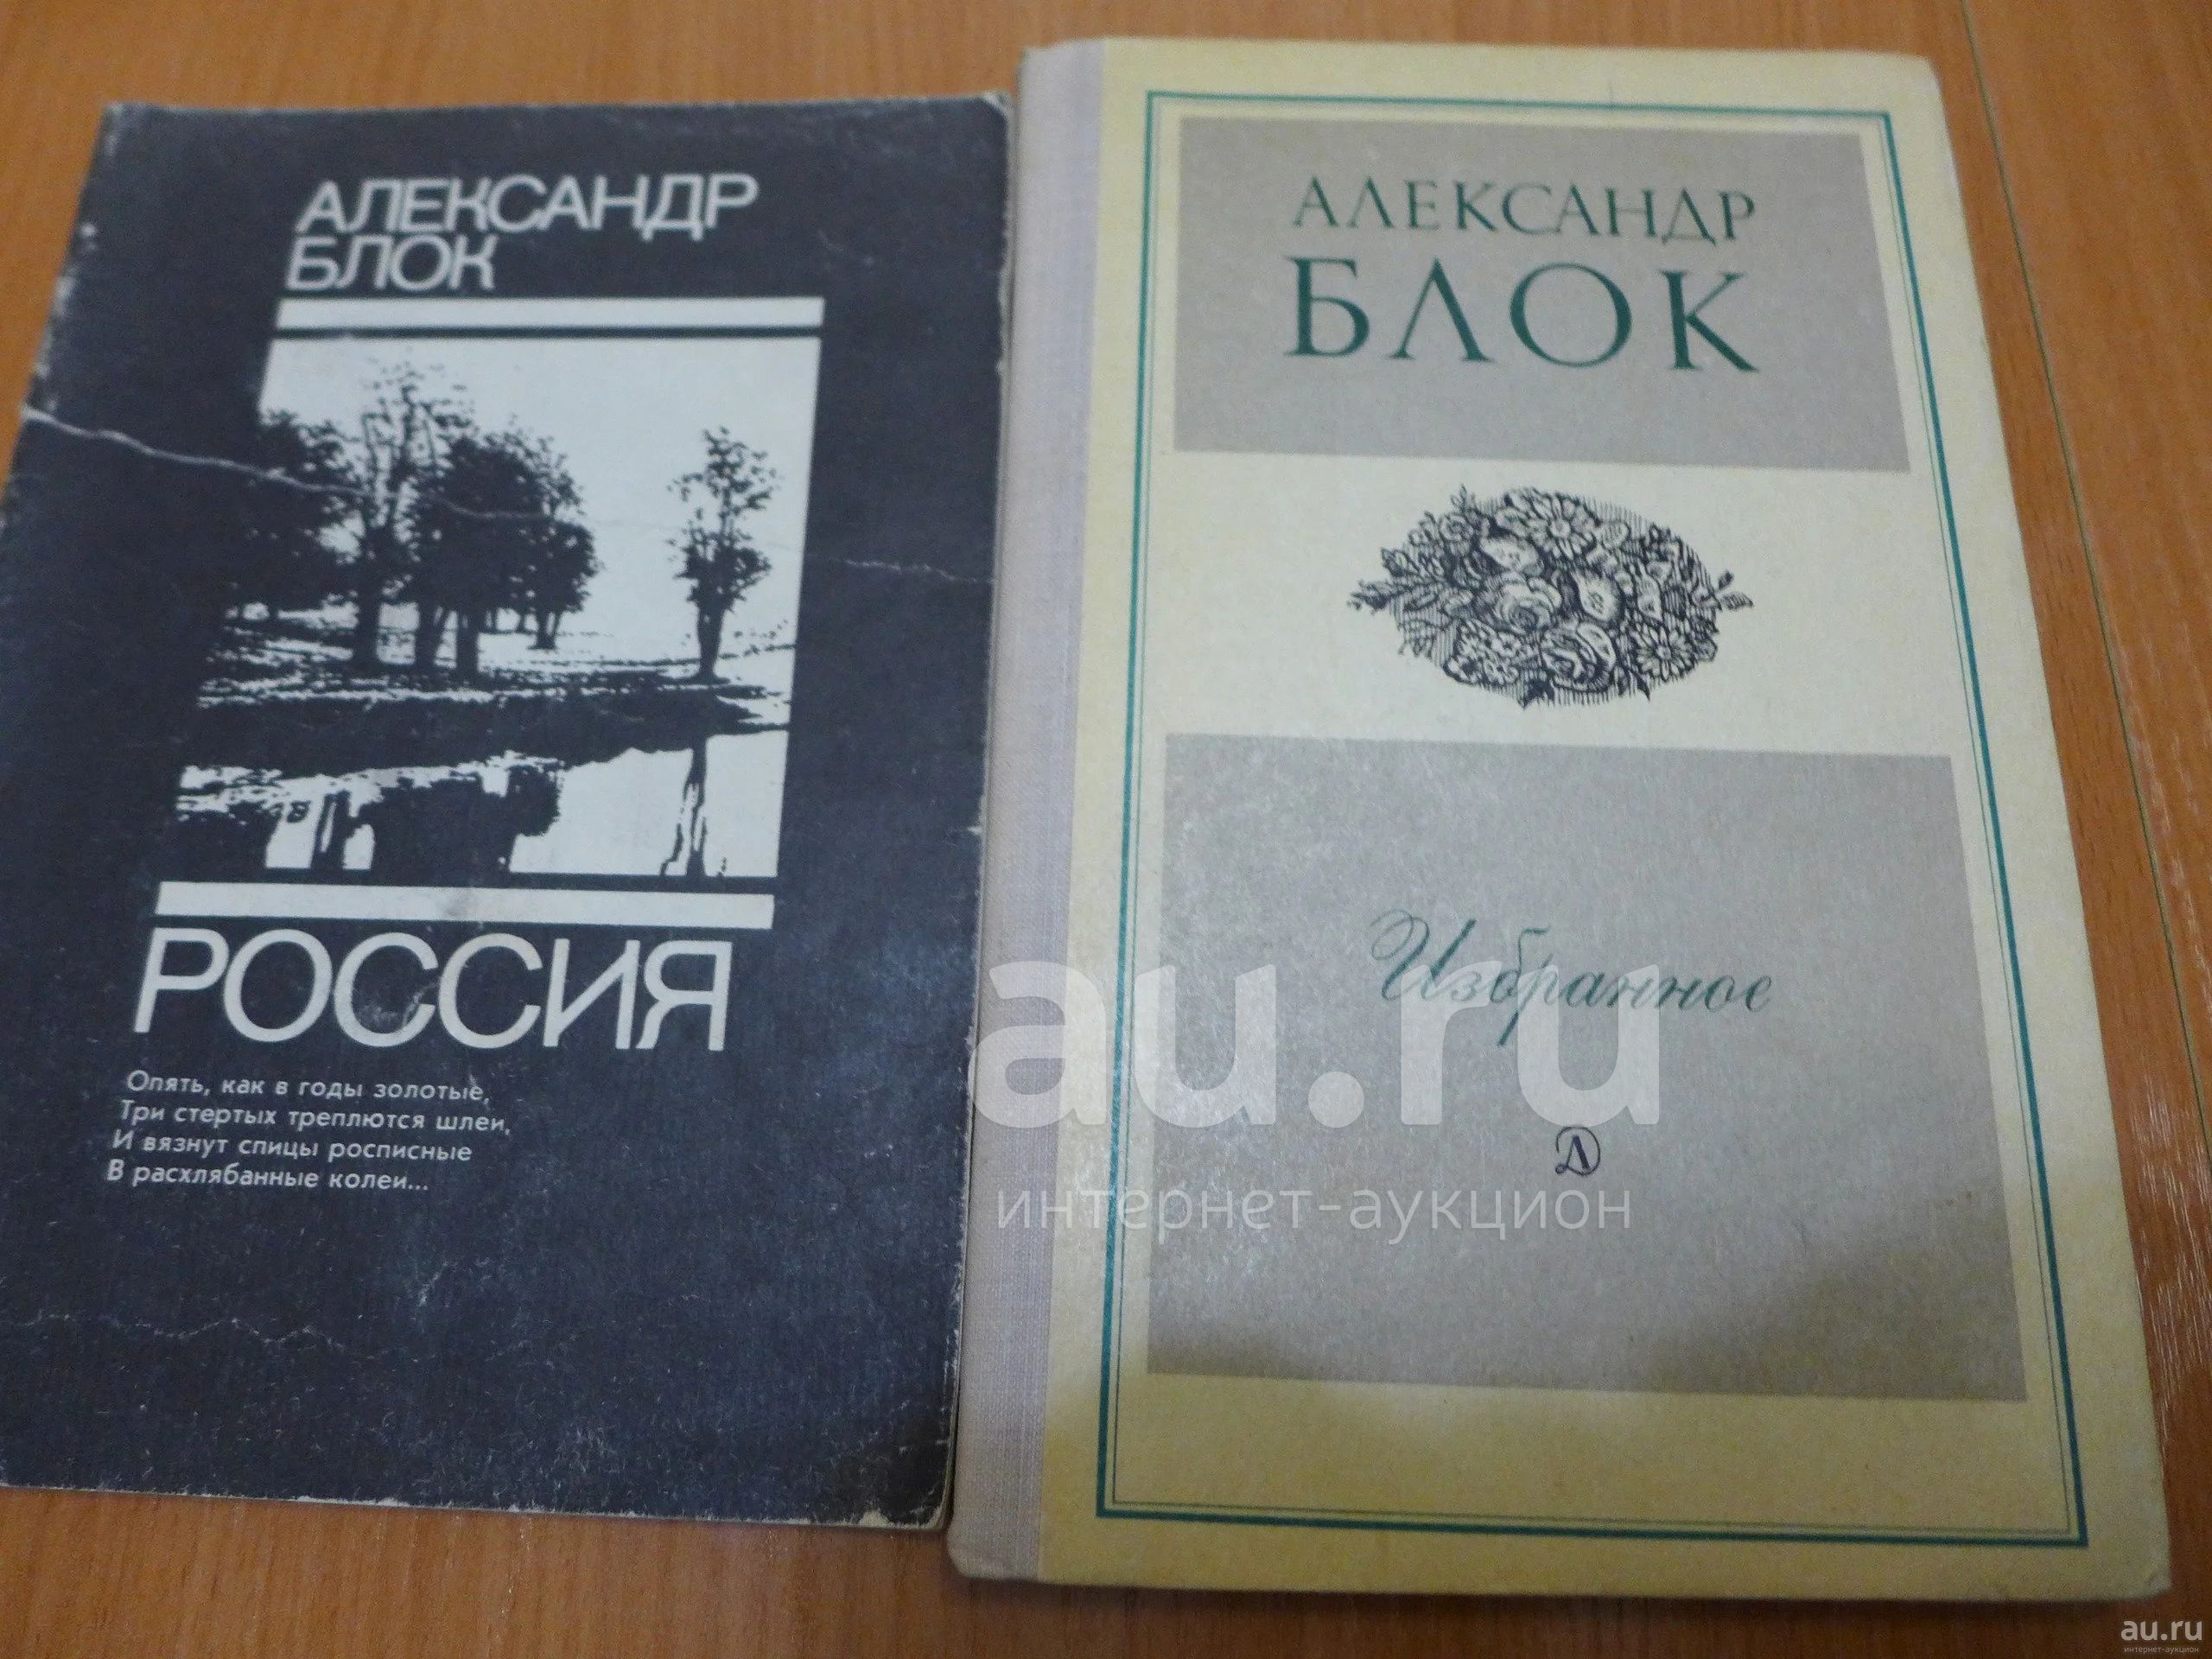 АЛЕКСАНДР
БЛОК
РОССИЯ
Опять, как в годы золотые,
Три стертых треплются шлеи,
И вязнут спицы росписные
В расхлябанные колеи...
АЛЕКСАНДР
БЛОК
Избранное
Д
au.ru
интернет-аукцион
au.ru
интернет-аукцион